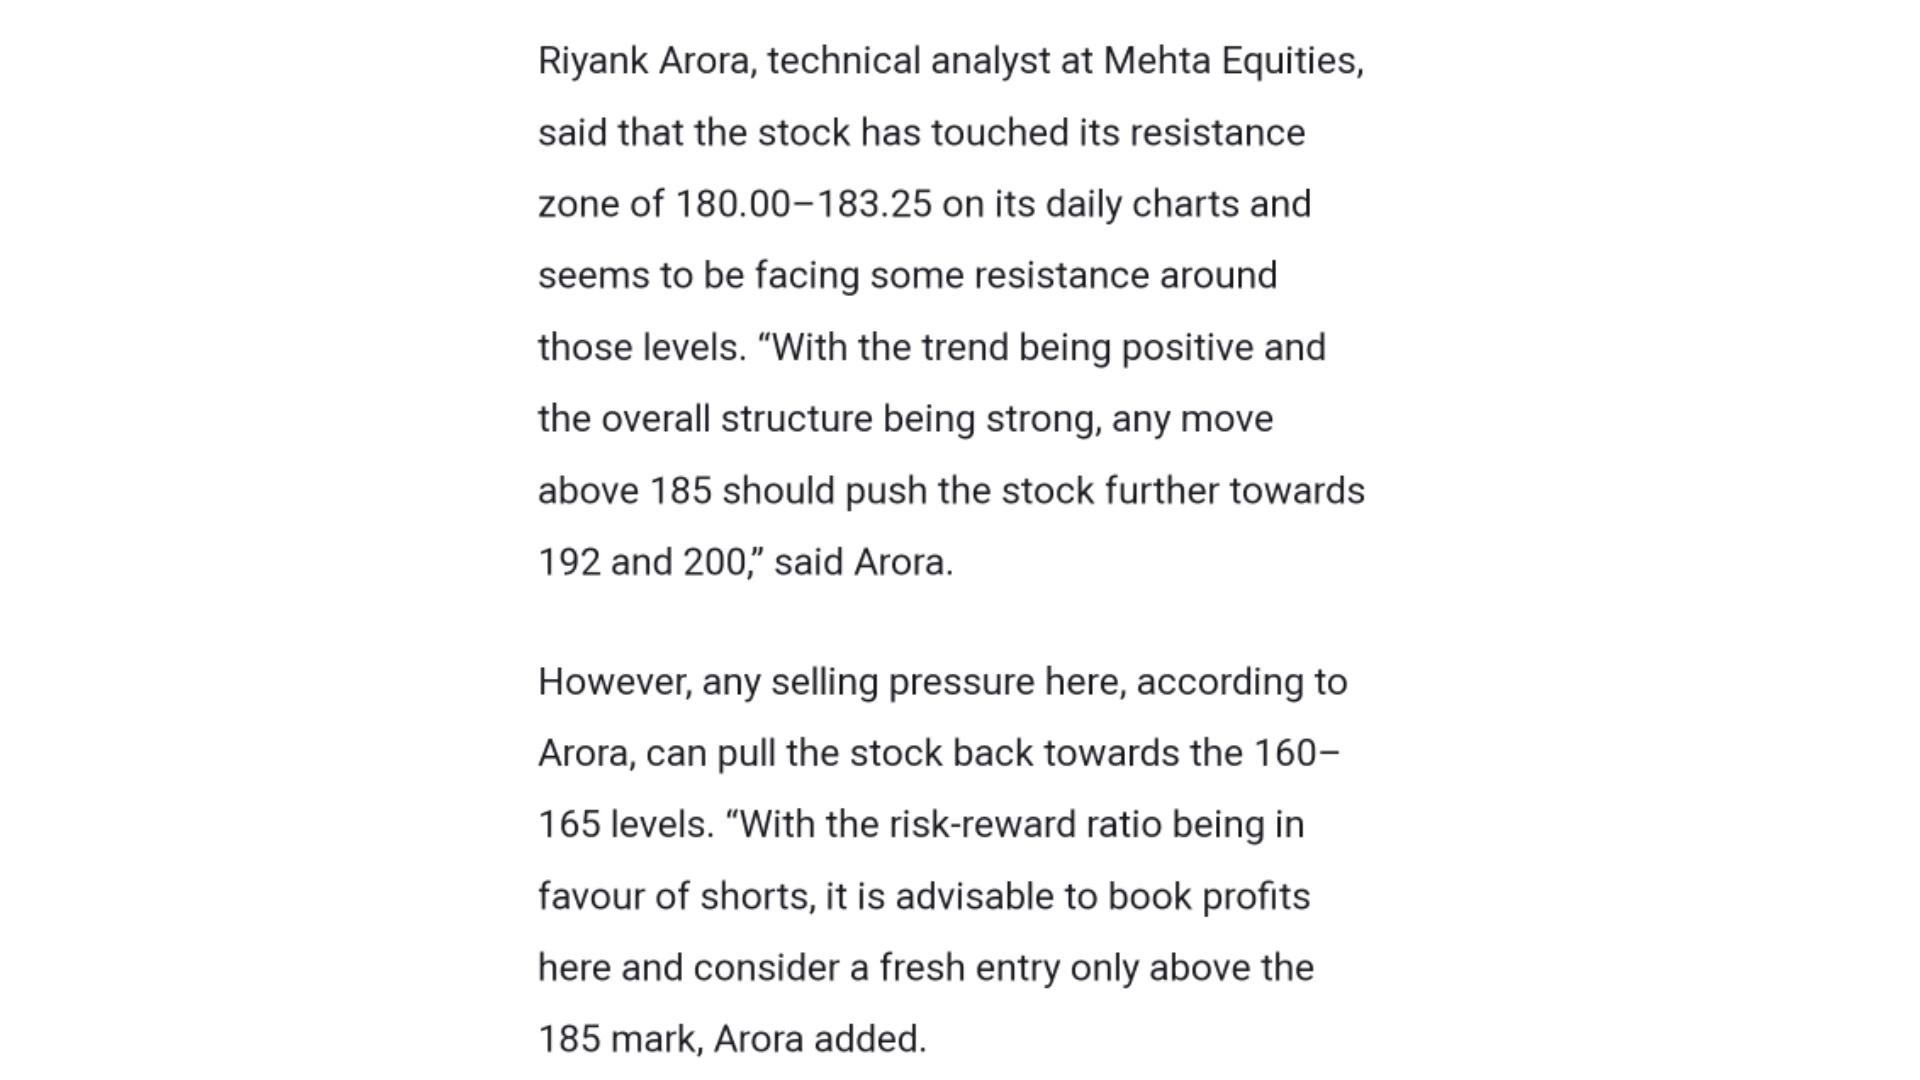 Riyank Arora, technical analyst at Mehta Equities,
said that the stock has touched its resistance
zone of 180.00–183.25 on its daily charts and
seems to be facing some resistance around
those levels. “With the trend being positive and
the overall structure being strong, any move
above 185 should push the stock further towards
192 and 200,” said Arora.
However, any selling pressure here, according to
Arora, can pull the stock back towards the 160–
165 levels. “With the risk-reward ratio being in
favour of shorts, it is advisable to book profits
here and consider a fresh entry only above the
185 mark, Arora added.